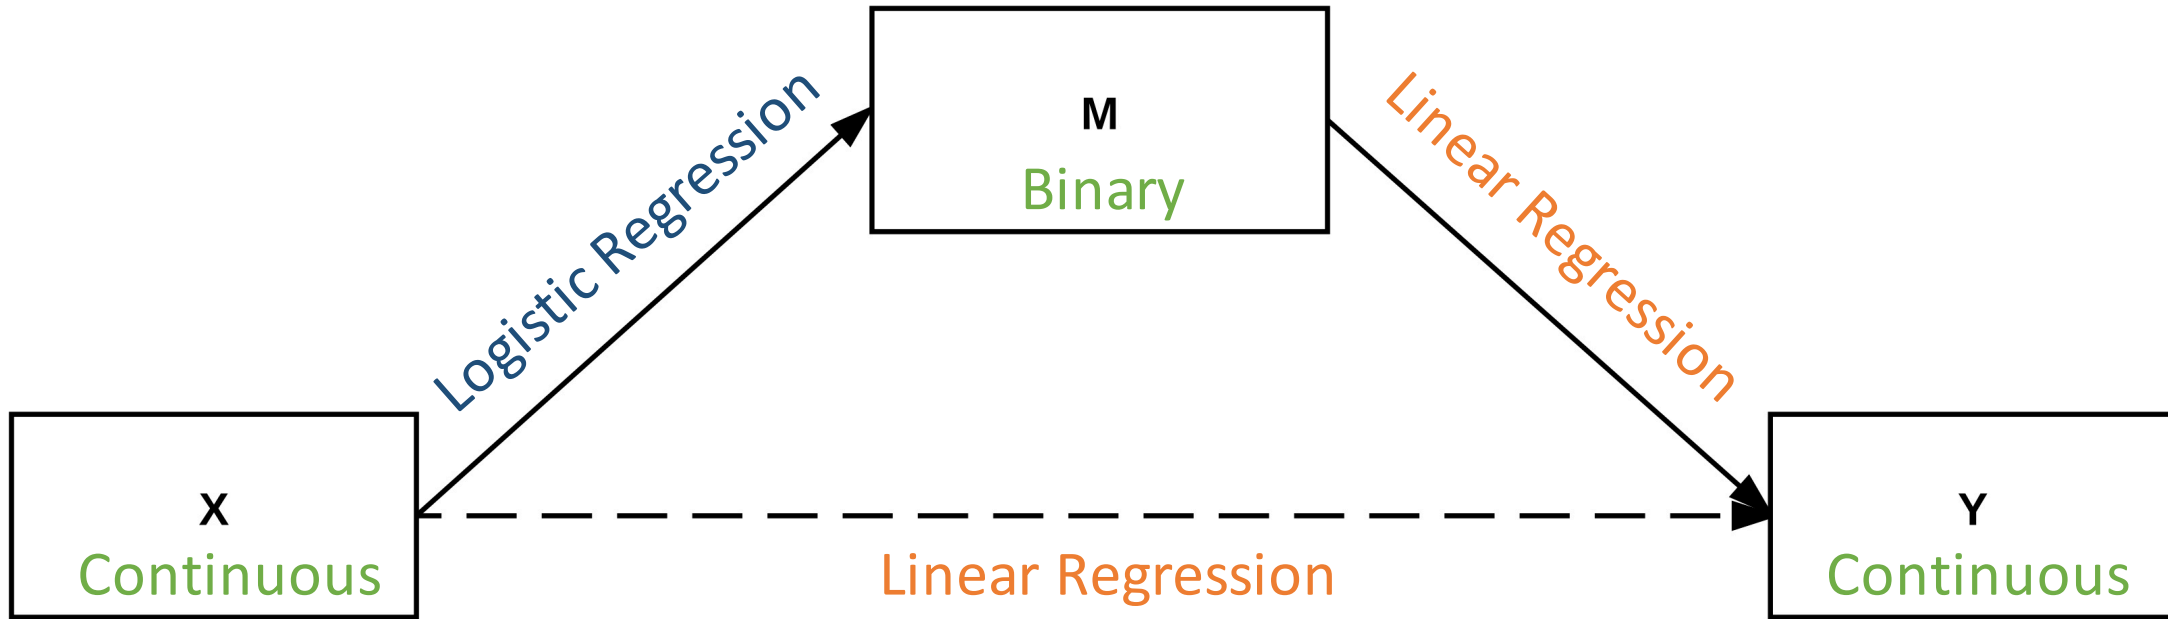 M
Binary
Logistic Regression
Linear Regression
X
Continuous
Linear Regression
Y
Continuous